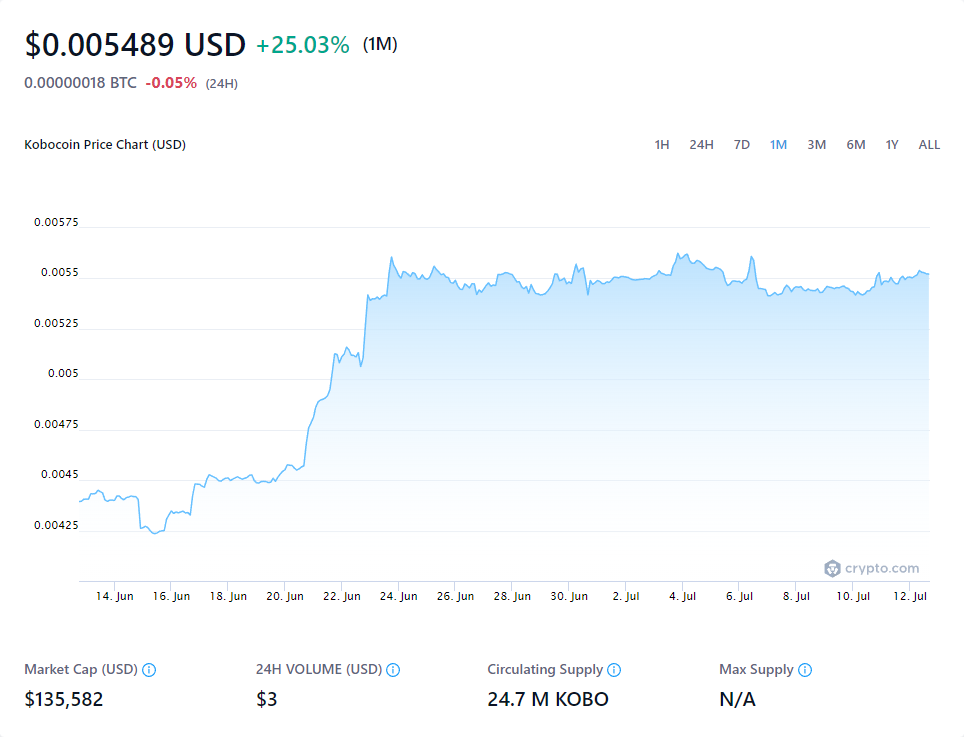 $0.005489 USD +25.03% (1M)
0.00000018 BTC -0.05% (24H)
Kobocoin Price Chart (USD) 1H 24H 7D 1M 3M 6M 1Y ALL
0.00575
0.0055
0.00525
0.005
0.00475
0.0045
0.00425
crypto.com
14. Jun 16. Jun 18. Jun 20. Jun 22. Jun 24. Jun 26. Jun 28. Jun 30. Jun 2. Jul 4. Jul 6. Jul 8. Jul 10. Jul 12. Jul
Market Cap (USD) 24H VOLUME (USD) Circulating Supply Max Supply
$135,582 $3 24.7 M KOBO N/A